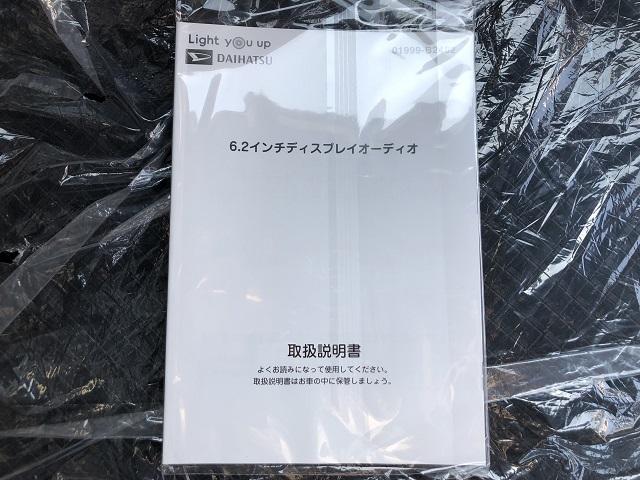 Light you up
DAIHATSU
6.2インチディスプレイオーディオ
取扱説明書
よくお読みになって使用してください。
取扱説明書はお車の中に保管しましょう。